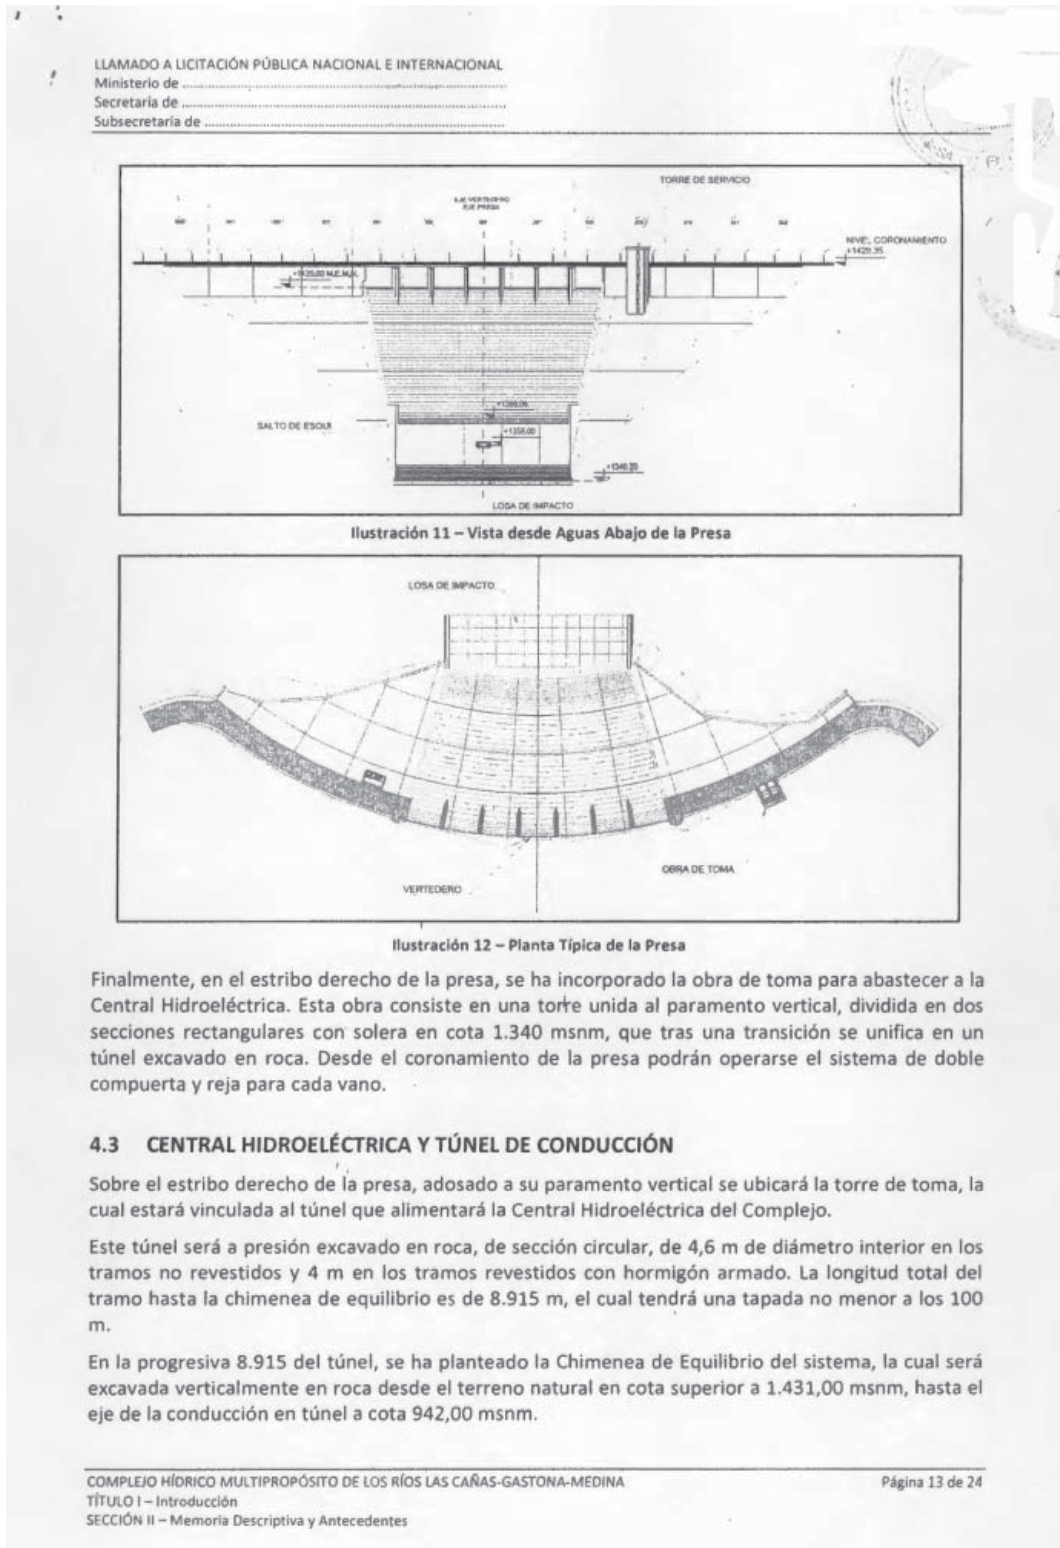 LLAMADO A LICITACIÓN PÚBLICA NACIONAL E INTERNACIONAL
Ministerio de
Secretaría de
Subsecretaría de
TORRE DE SERVICIO
EJE VERTEDERO
EJE PRESA
NIVEL CORONAMIENTO
+1429,35
SALTO DE ESQUI
LOSA DE IMPACTO
Ilustración 11 – Vista desde Aguas Abajo de la Presa
LOSA DE IMPACTO
OBRA DE TOMA
VERTEDERO
Ilustración 12 – Planta Típica de la Presa
Finalmente, en el estribo derecho de la presa, se ha incorporado la obra de toma para abastecer a la
Central Hidroeléctrica. Esta obra consiste en una torre unida al paramento vertical, dividida en dos
secciones rectangulares con solera en cota 1.340 msnm, que tras una transición se unifica en un
túnel excavado en roca. Desde el coronamiento de la presa podrán operarse el sistema de doble
compuerta y reja para cada vano.
4.3 CENTRAL HIDROELÉCTRICA Y TÚNEL DE CONDUCCIÓN
Sobre el estribo derecho de la presa, adosado a su paramento vertical se ubicará la torre de toma, la
cual estará vinculada al túnel que alimentará la Central Hidroeléctrica del Complejo.
Este túnel será a presión excavado en roca, de sección circular, de 4,6 m de diámetro interior en los
tramos no revestidos y 4 m en los tramos revestidos con hormigón armado. La longitud total del
tramo hasta la chimenea de equilibrio es de 8.915 m, el cual tendrá una tapada no menor a los 100
m.
En la progresiva 8.915 del túnel, se ha planteado la Chimenea de Equilibrio del sistema, la cual será
excavada verticalmente en roca desde el terreno natural en cota superior a 1.431,00 msnm, hasta el
eje de la conducción en túnel a cota 942,00 msnm.
COMPLEJO HÍDRICO MULTIPROPÓSITO DE LOS RÍOS LAS CAÑAS-GASTONA-MEDINA Página 13 de 24
TÍTULO I – Introducción
SECCIÓN II – Memoria Descriptiva y Antecedentes